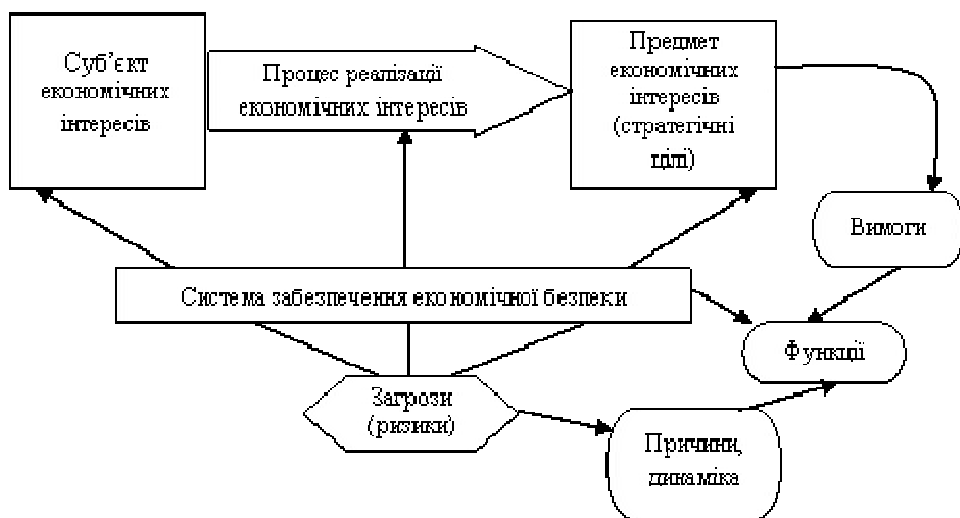 Суб’єкт
економічних
інтересів
Процес реалізації
економічних інтересів
Предмет
економічних
інтересів
(стратегічні
цілі)
Вимоги
Система забезпечення економічної безпеки
Функції
Загрози
(ризики)
Причини,
динаміка